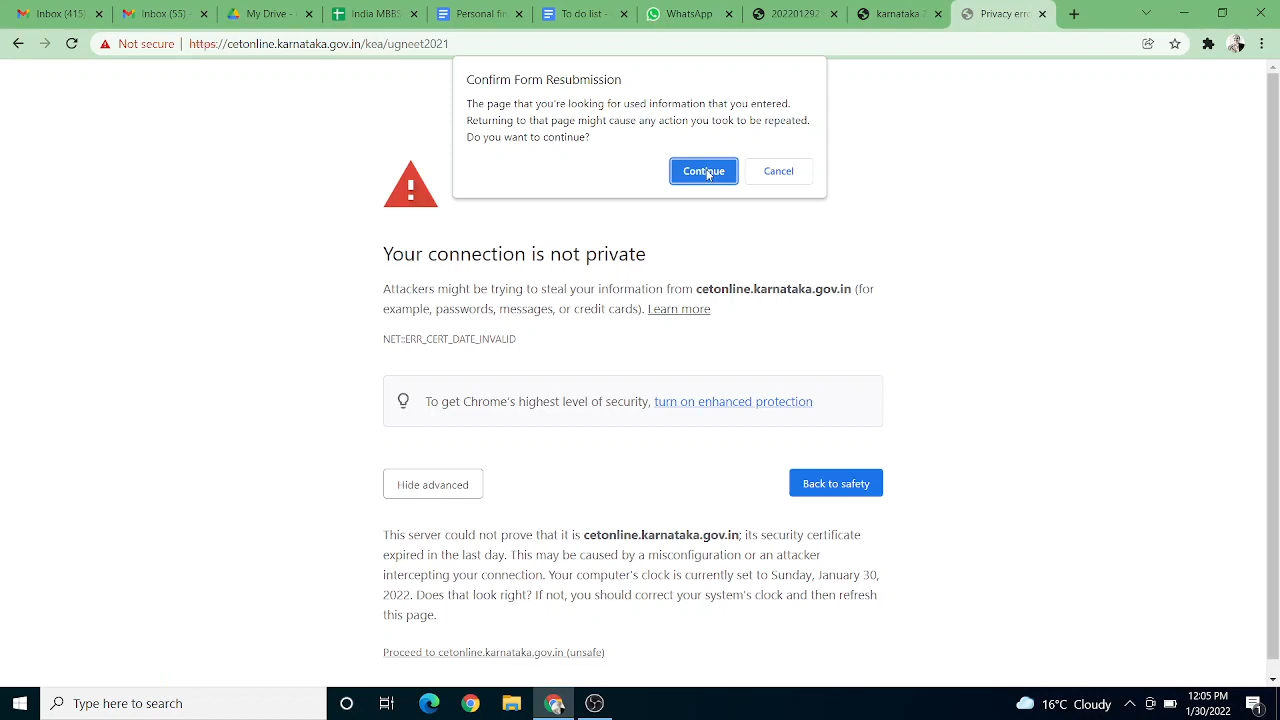 Inbox (415)
Inbox (55) -
My Drive -
India MBBS
Personal fin
To do list -
WhatsApp
202201292
karnataka 2
Privacy erro
Not secure
https://cetonline.karnataka.gov.in/kea/ugneet2021
Confirm Form Resubmission
The page that you're looking for used information that you entered.
Returning to that page might cause any action you took to be repeated.
Do you want to continue?
Continue
Cancel
Your connection is not private
Attackers might be trying to steal your information from cetonline.karnataka.gov.in (for
example, passwords, messages, or credit cards). Learn more
NET::ERR_CERT_DATE_INVALID
To get Chrome's highest level of security, turn on enhanced protection
Hide advanced
Back to safety
This server could not prove that it is cetonline.karnataka.gov.in; its security certificate
expired in the last day. This may be caused by a misconfiguration or an attacker
intercepting your connection. Your computer's clock is currently set to Sunday, January 30,
2022. Does that look right? If not, you should correct your system's clock and then refresh
this page.
Proceed to cetonline.karnataka.gov.in (unsafe)
Type here to search
16°C Cloudy
12:05 PM
1/30/2022
1